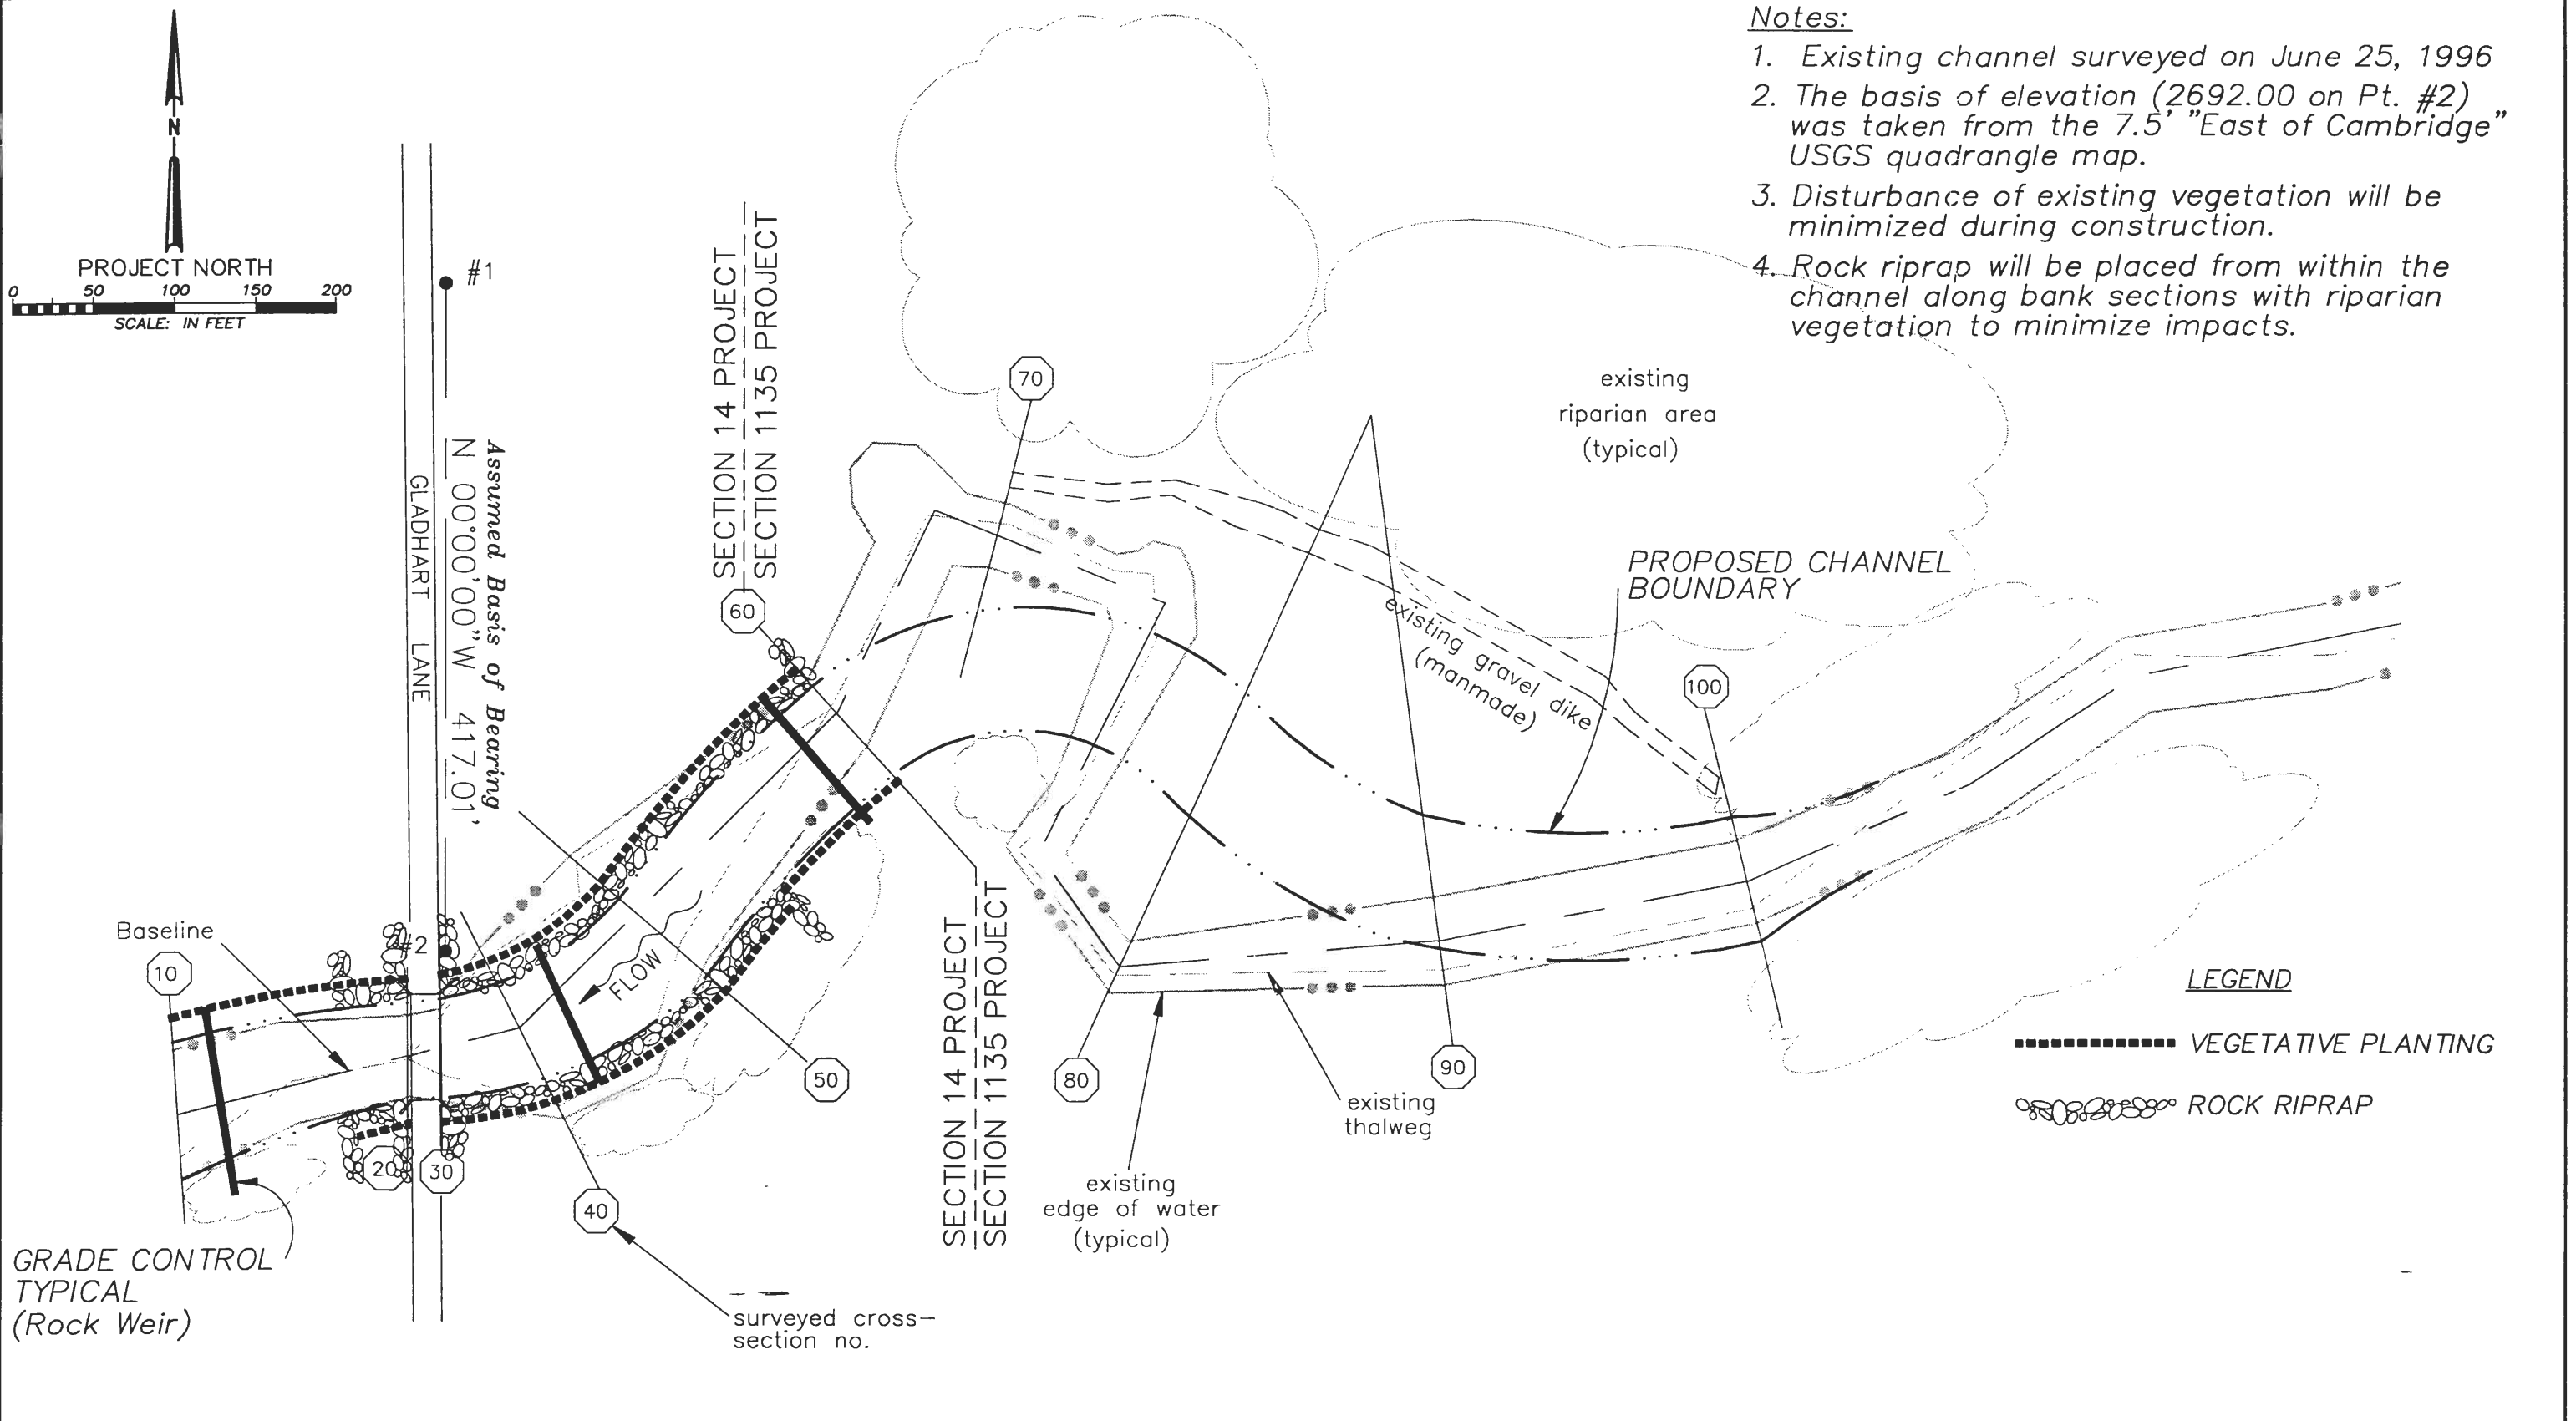 Notes:
1. Existing channel surveyed on June 25, 1996
2. The basis of elevation (2692.00 on Pt. #2)
was taken from the 7.5' "East of Cambridge"
USGS quadrangle map.
3. Disturbance of existing vegetation will be
minimized during construction.
4. Rock riprap will be placed from within the
channel along bank sections with riparian
vegetation to minimize impacts.
N
PROJECT NORTH
0 50 100 150 200
SCALE: IN FEET
#1
SECTION 14 PROJECT
SECTION 1135 PROJECT
70
existing
riparian area
(typical)
GLADHART LANE
Assumed Basis of Bearing
N 00°00'00"W 417.01'
60
PROPOSED CHANNEL
BOUNDARY
existing gravel dike
(manmade)
100
#2
Baseline
10
FLOW
SECTION 14 PROJECT
SECTION 1135 PROJECT
LEGEND
VEGETATIVE PLANTING
ROCK RIPRAP
50
80
90
existing
thalweg
20
30
40
existing
edge of water
(typical)
GRADE CONTROL
TYPICAL
(Rock Weir)
surveyed cross-
section no.